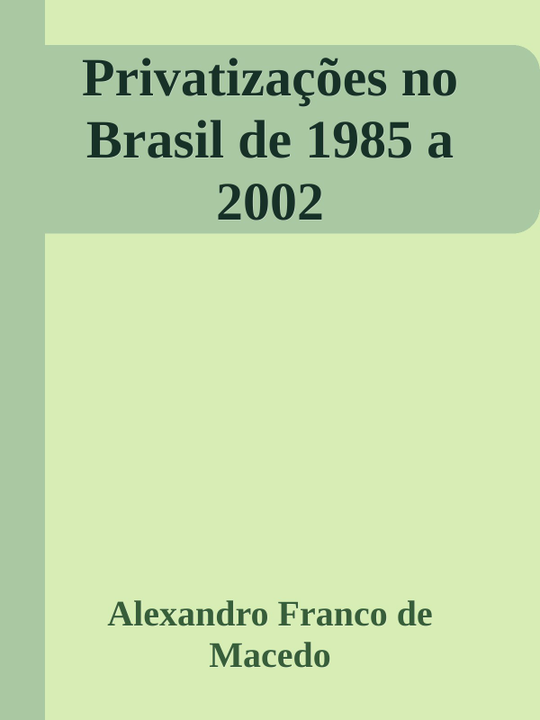 Privatizações no
Brasil de 1985 a
2002
Alexandro Franco de
Macedo